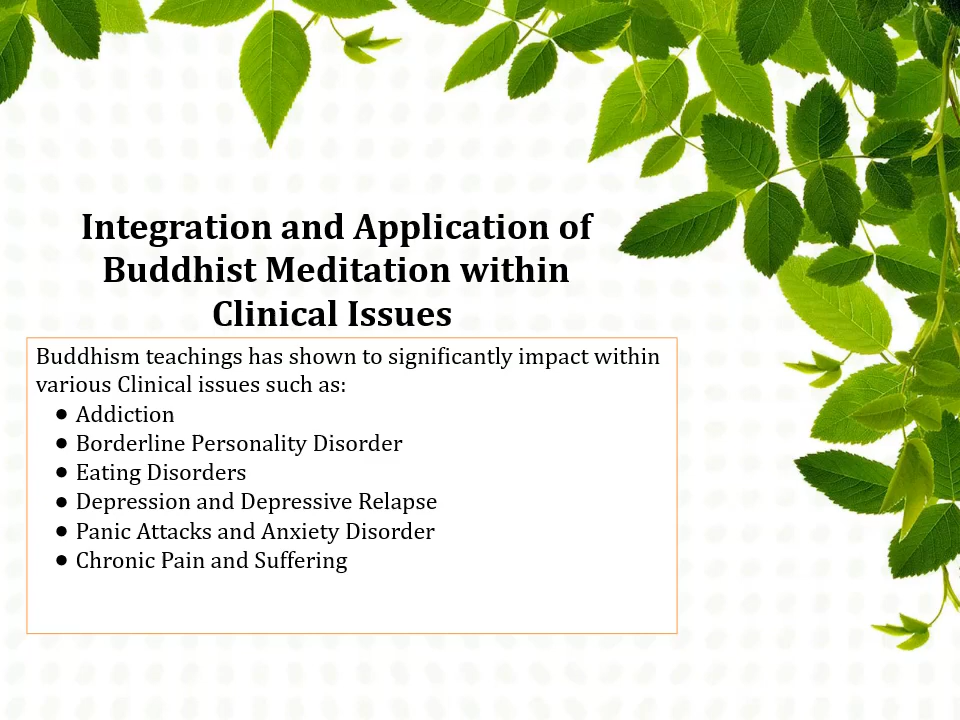 Integration and Application of
Buddhist Meditation within
Clinical Issues
Buddhism teachings has shown to significantly impact within
various Clinical issues such as:
● Addiction
● Borderline Personality Disorder
● Eating Disorders
● Depression and Depressive Relapse
● Panic Attacks and Anxiety Disorder
● Chronic Pain and Suffering